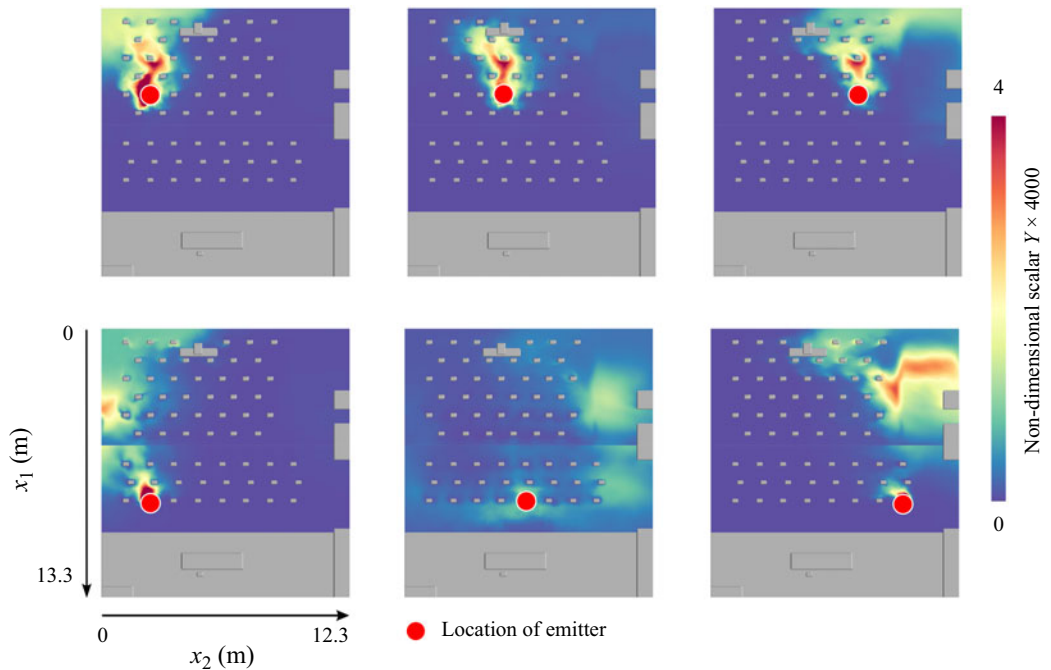 4
Non-dimensional scalar Y × 4000
0
0
x1 (m)
13.3
0
12.3
x2 (m)
Location of emitter